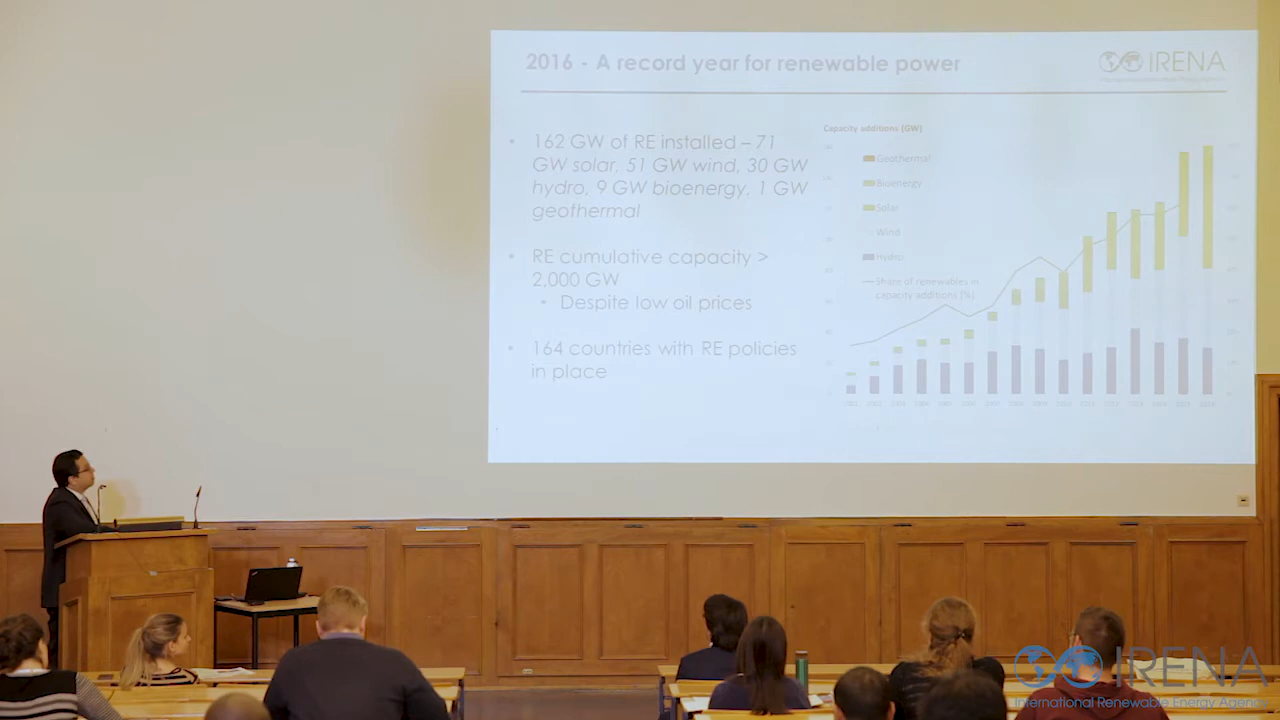 2016 - A record year for renewable power
IRENA
• 162 GW of RE installed – 71
GW solar, 51 GW wind, 30 GW
hydro, 9 GW bioenergy, 1 GW
geothermal
• RE cumulative capacity >
2,000 GW
• Despite low oil prices
• 164 countries with RE policies
in place
Capacity additions (GW)
Geothermal
Bioenergy
Solar
Wind
Hydro
Share of renewables in
capacity additions (%)
IRENA
International Renewable Energy Agency